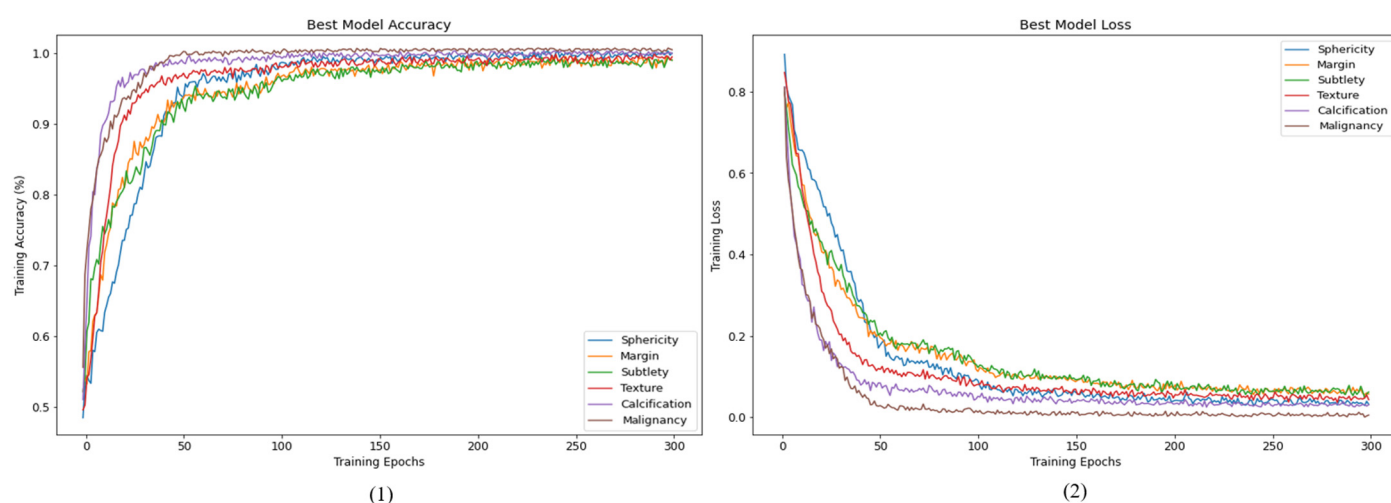 Best Model Accuracy
Training Accuracy (%)
1.0
0.9
0.8
0.7
0.6
0.5
Sphericity
Margin
Subtlety
Texture
Calcification
Malignancy
0
50
100
150
200
250
300
Training Epochs
(1)
Best Model Loss
Training Loss
0.8
0.6
0.4
0.2
0.0
Sphericity
Margin
Subtlety
Texture
Calcification
Malignancy
0
50
100
150
200
250
300
Training Epochs
(2)